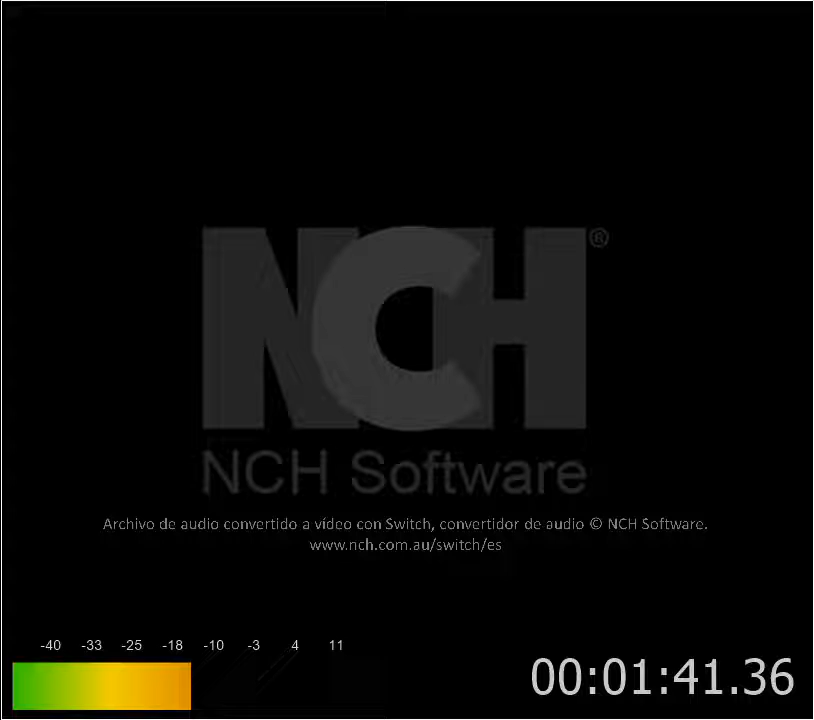 NCH®
NCH Software
Archivo de audio convertido a vídeo con Switch, convertidor de audio © NCH Software.
www.nch.com.au/switch/es
-40 -33 -25 -18 -10 -3 4 11
00:01:41.36